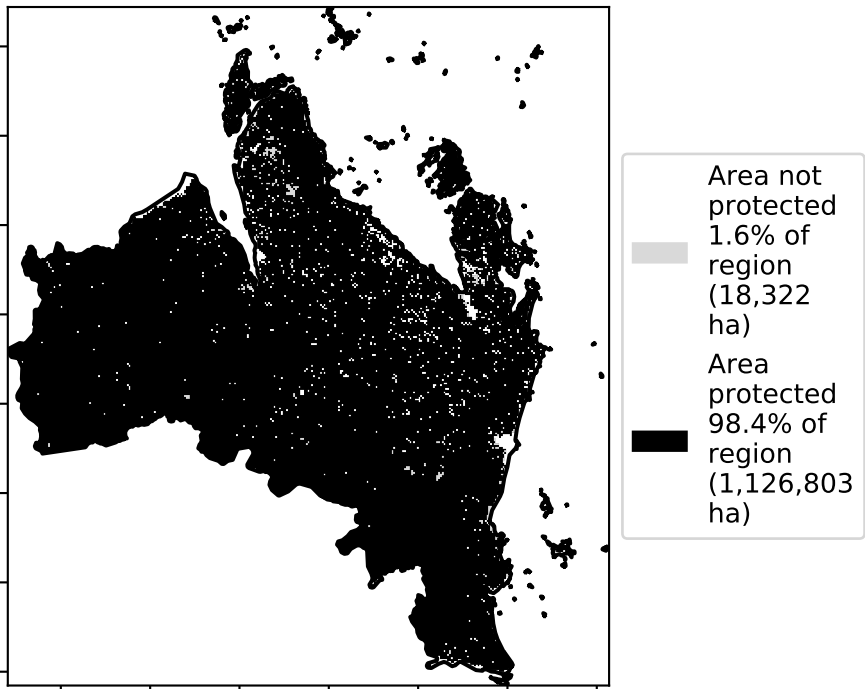 Area not
protected
1.6% of
region
(18,322
ha)
Area
protected
98.4% of
region
(1,126,803
ha)